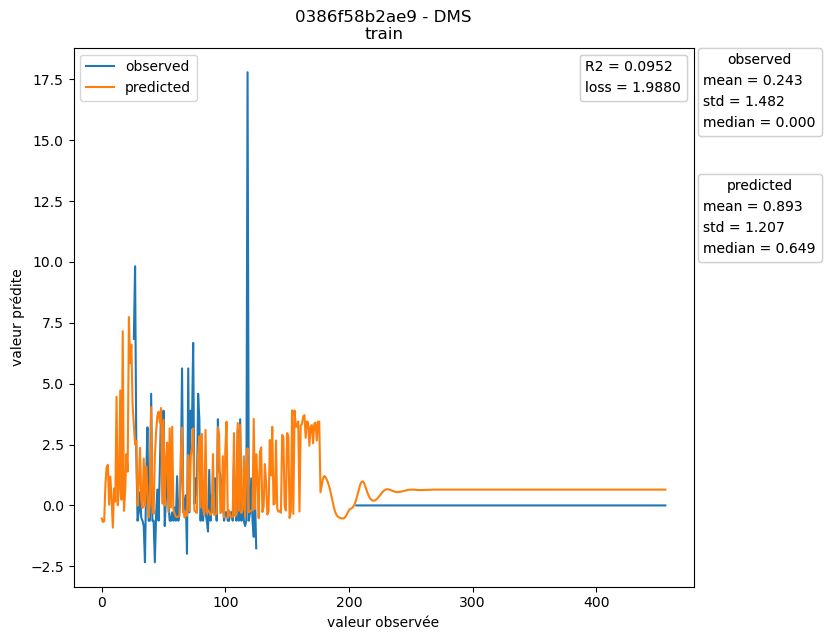 0386f58b2ae9 - DMS
train
observed
predicted
R2 = 0.0952
loss = 1.9880
observed
mean = 0.243
std = 1.482
median = 0.000
predicted
mean = 0.893
std = 1.207
median = 0.649
17.5
15.0
12.5
10.0
7.5
5.0
2.5
0.0
−2.5
valeur prédite
0
100
200
300
400
valeur observée